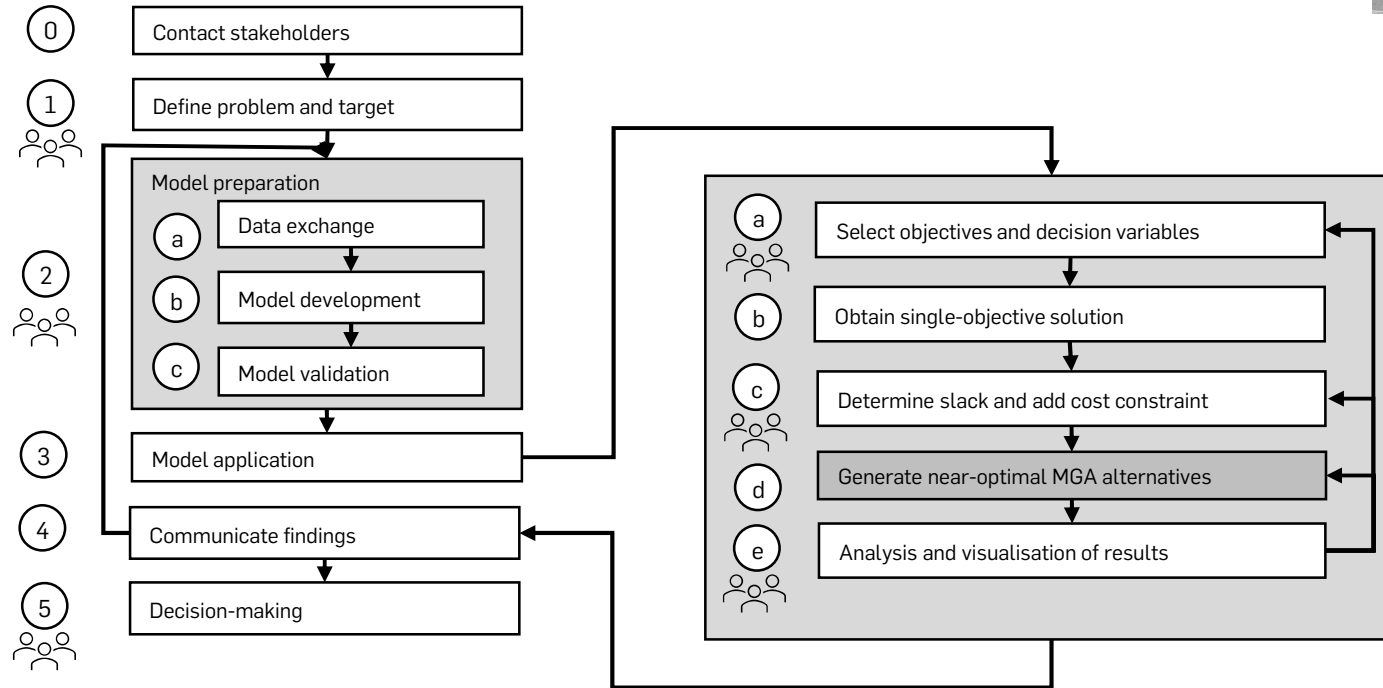 0
Contact stakeholders
1
Define problem and target
2
Model preparation
a
Data exchange
b
Model development
c
Model validation
3
Model application
4
Communicate findings
5
Decision-making
a
Select objectives and decision variables
b
Obtain single-objective solution
c
Determine slack and add cost constraint
d
Generate near-optimal MGA alternatives
e
Analysis and visualisation of results